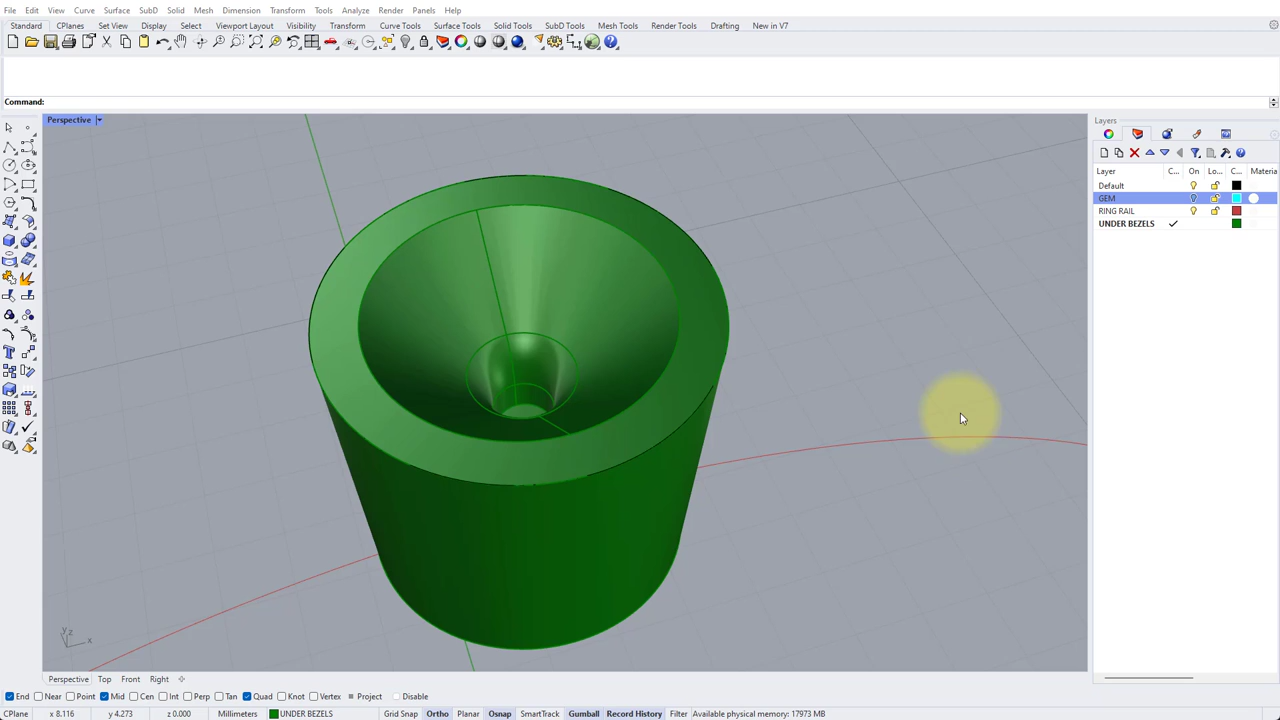 File Edit View Curve Surface SubD Solid Mesh Dimension Transform Tools Analyze Render Panels Help
Standard CPlanes Set View Display Select Viewport Layout Visibility Transform Curve Tools Surface Tools Solid Tools SubD Tools Mesh Tools Render Tools Drafting New in V7
Command:
Perspective
Layers
Layer C... On Lo... C... Materia
Default
GEM
RING RAIL
UNDER BEZELS
y z x
Perspective Top Front Right
End Near Point Mid Cen Int Perp Tan Quad Knot Vertex Project Disable
CPlane x 8.116 y 4.273 z 0.000 Millimeters UNDER BEZELS Grid Snap Ortho Planar Osnap SmartTrack Gumball Record History Filter Available physical memory: 17973 MB